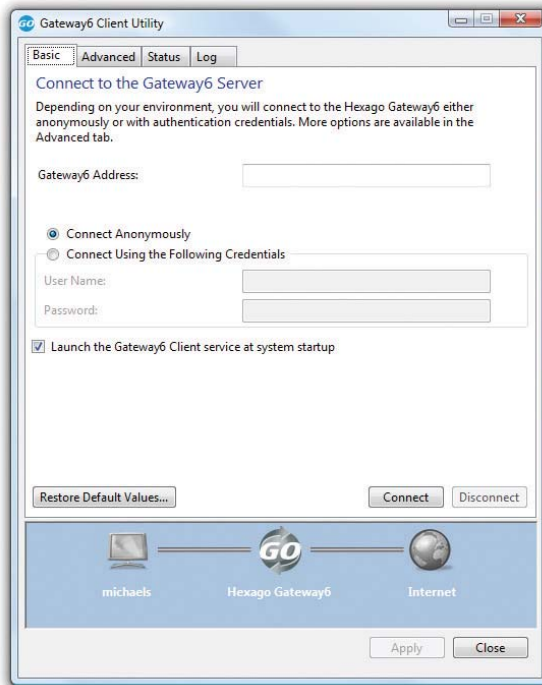 GO Gateway6 Client Utility
Basic Advanced Status Log
Connect to the Gateway6 Server
Depending on your environment, you will connect to the Hexago Gateway6 either
anonymously or with authentication credentials. More options are available in the
Advanced tab.
Gateway6 Address:
Connect Anonymously
Connect Using the Following Credentials
User Name:
Password:
Launch the Gateway6 Client service at system startup
Restore Default Values... Connect Disconnect
GO
michaels Hexago Gateway6 Internet
Apply Close